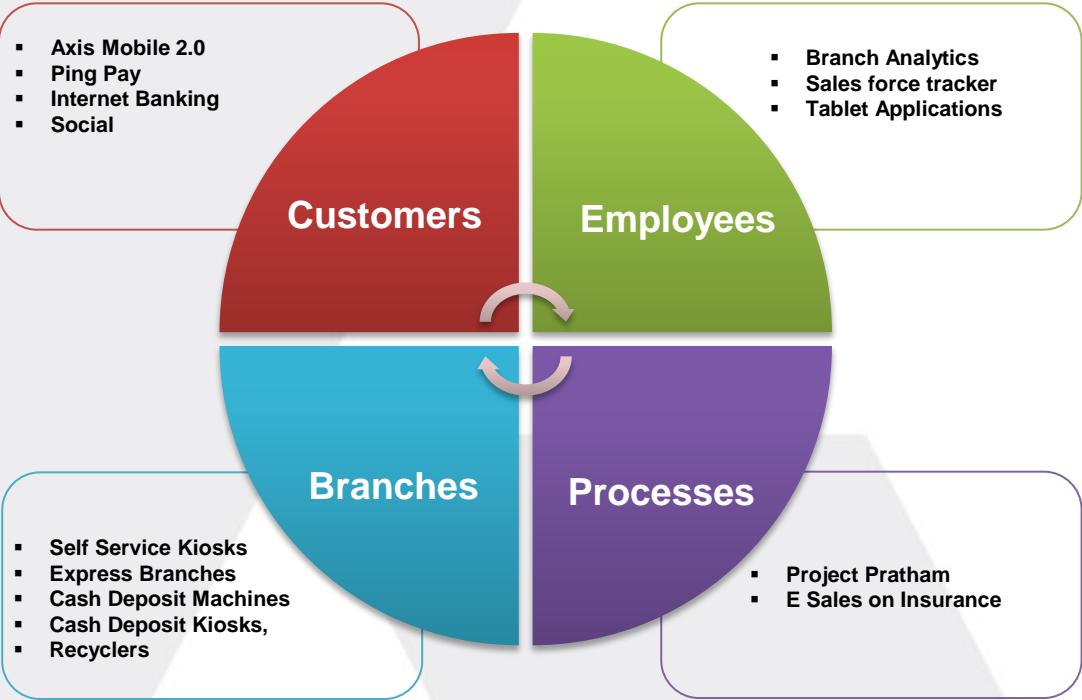 Axis Mobile 2.0
Ping Pay
Internet Banking
Social
Branch Analytics
Sales force tracker
Tablet Applications
Customers
Employees
Branches
Processes
Self Service Kiosks
Express Branches
Cash Deposit Machines
Cash Deposit Kiosks,
Recyclers
Project Pratham
E Sales on Insurance